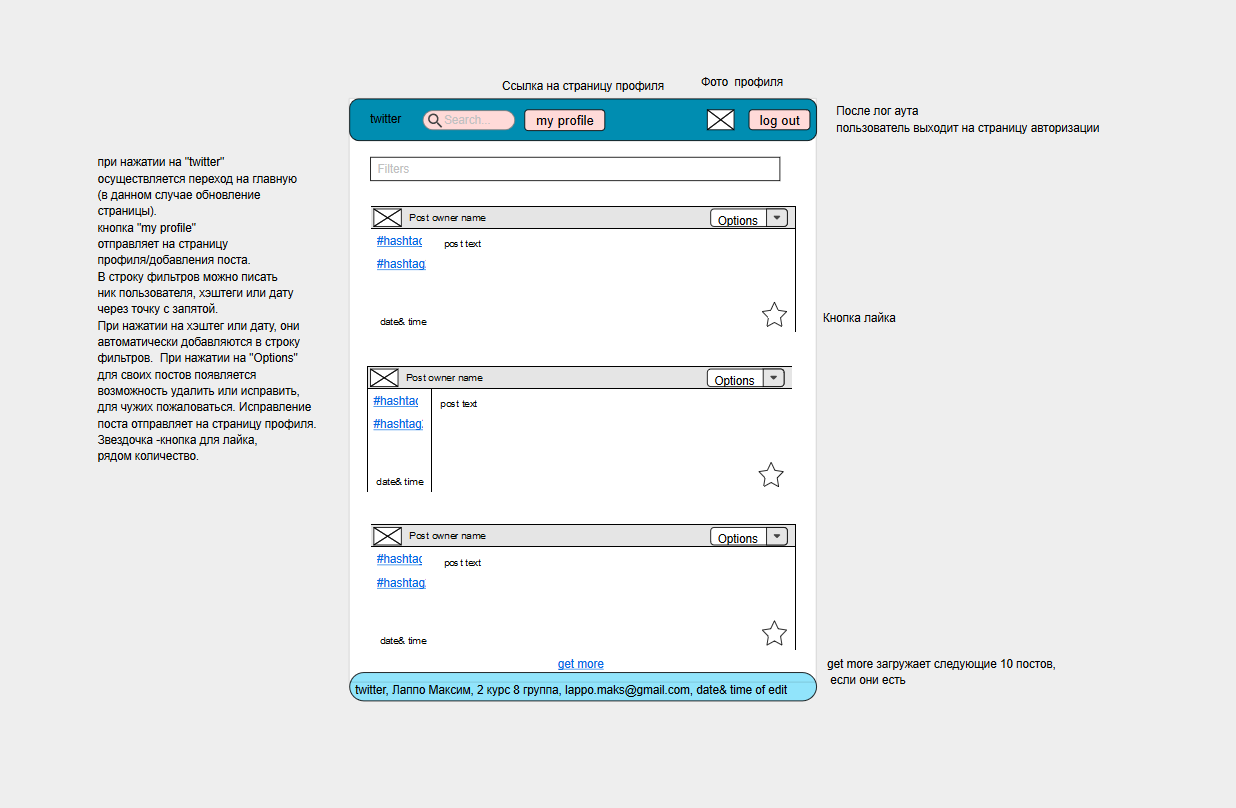 Ссылка на страницу профиля
Фото профиля
twitter
Search...
my profile
log out
После лог аута
пользователь выходит на страницу авторизации
при нажатии на "twitter"
осуществляется переход на главную
(в данном случае обновление
страницы).
кнопка "my profile"
отправляет на страницу
профиля/добавления поста.
В строку фильтров можно писать
ник пользователя, хэштеги или дату
через точку с запятой.
При нажатии на хэштег или дату, они
автоматически добавляются в строку
фильтров. При нажатии на "Options"
для своих постов появляется
возможность удалить или исправить,
для чужих пожаловаться. Исправление
поста отправляет на страницу профиля.
Звездочка -кнопка для лайка,
рядом количество.
Filters
Post owner name
Options
#hashtag
post text
#hashtag
date& time
Кнопка лайка
Post owner name
Options
#hashtag
post text
#hashtag
date& time
Post owner name
Options
#hashtag
post text
#hashtag
date& time
get more
get more загружает следующие 10 постов,
если они есть
twitter, Лаппо Максим, 2 курс 8 группа, lappo.maks@gmail.com, date& time of edit